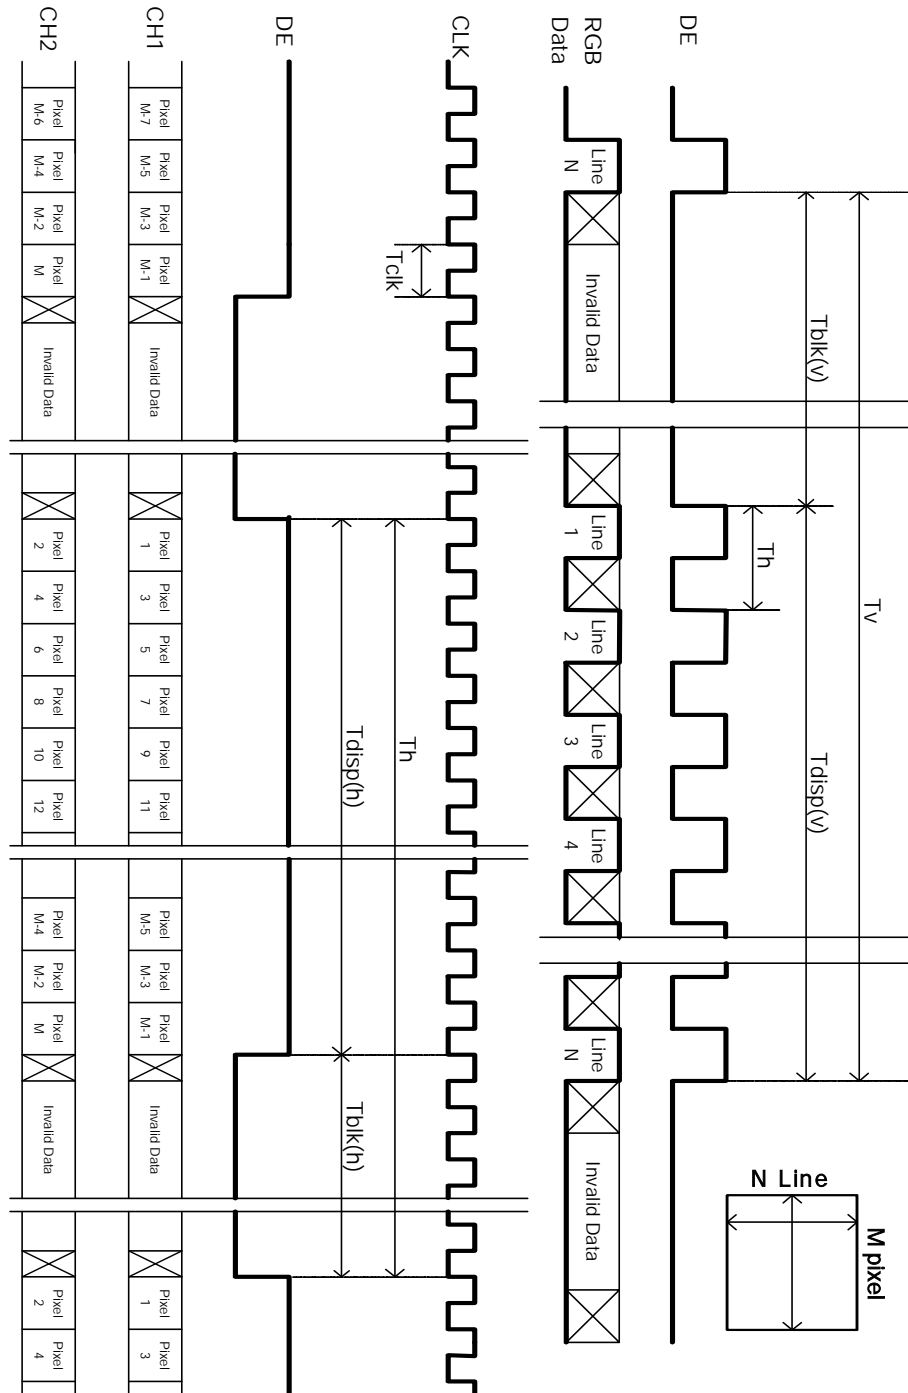 Tv
Tblk(v)
Tdisp(v)
Th
DE
RGB
Data
Line
N
Invalid Data
Line
1
Line
2
Line
3
Line
4
Line
N
Invalid Data
N Line
M pixel
CLK
Tclk
Th
Tdisp(h)
Tblk(h)
DE
CH1
Pixel
M-7
Pixel
M-5
Pixel
M-3
Pixel
M-1
Invalid Data
Pixel
1
Pixel
3
Pixel
5
Pixel
7
Pixel
9
Pixel
11
Pixel
M-5
Pixel
M-3
Pixel
M-1
Invalid Data
Pixel
1
Pixel
3
CH2
Pixel
M-6
Pixel
M-4
Pixel
M-2
Pixel
M
Invalid Data
Pixel
2
Pixel
4
Pixel
6
Pixel
8
Pixel
10
Pixel
12
Pixel
M-4
Pixel
M-2
Pixel
M
Invalid Data
Pixel
2
Pixel
4